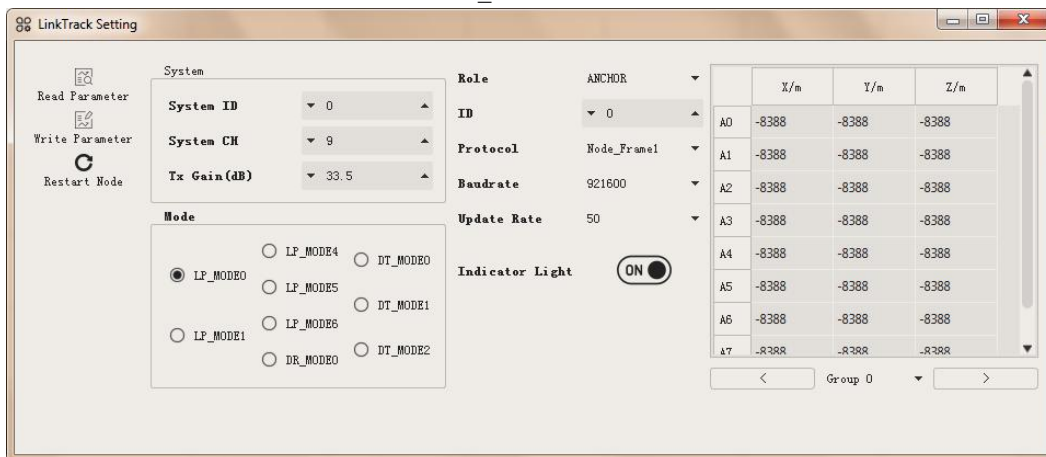 LinkTrack Setting
Read Parameter
Write Parameter
Restart Node
System
System ID 0
System CH 9
Tx Gain(dB) 33.5
Mode
LP_MODE0
LP_MODE1
LP_MODE4
LP_MODE5
LP_MODE6
DR_MODE0
DT_MODE0
DT_MODE1
DT_MODE2
Role ANCHOR
ID 0
Protocol Node_Frame1
Baudrate 921600
Update Rate 50
Indicator Light ON
X/m Y/m Z/m
A0 -8388 -8388 -8388
A1 -8388 -8388 -8388
A2 -8388 -8388 -8388
A3 -8388 -8388 -8388
A4 -8388 -8388 -8388
A5 -8388 -8388 -8388
A6 -8388 -8388 -8388
A7 -8388 -8388 -8388
< Group 0 >